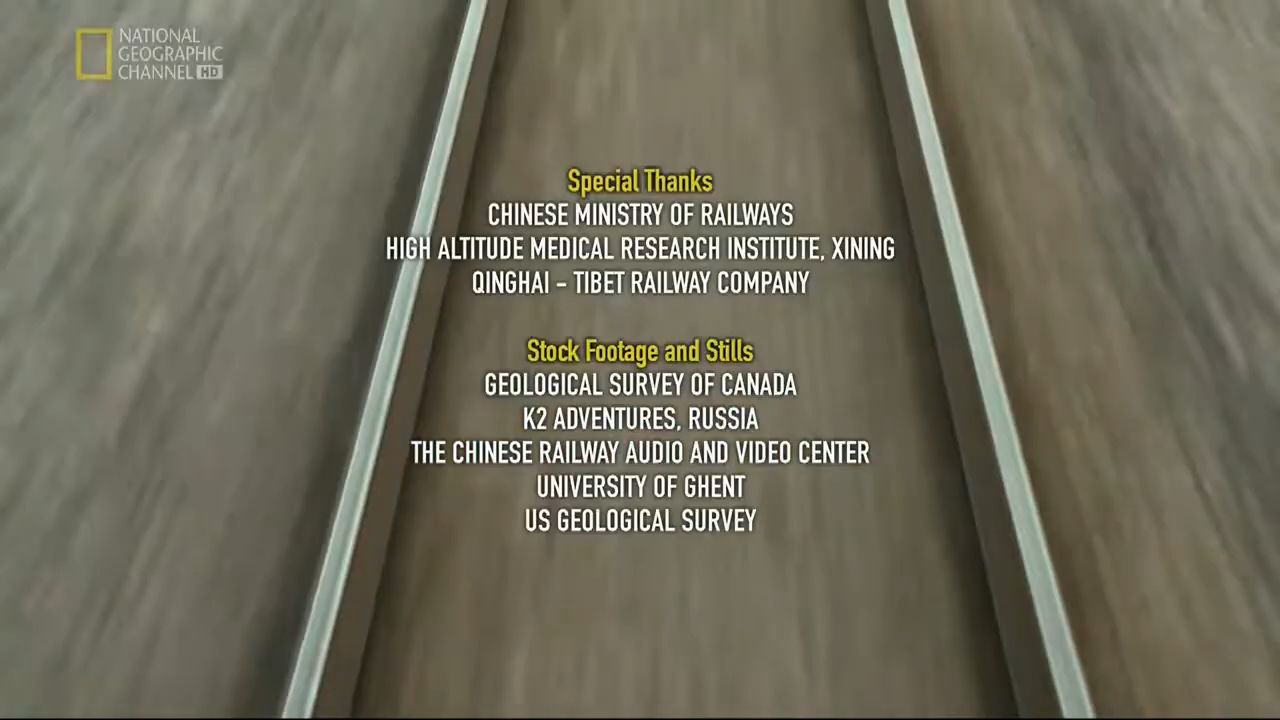 NATIONAL
GEOGRAPHIC
CHANNEL HD
Special Thanks
CHINESE MINISTRY OF RAILWAYS
HIGH ALTITUDE MEDICAL RESEARCH INSTITUTE, XINING
QINGHAI – TIBET RAILWAY COMPANY
Stock Footage and Stills
GEOLOGICAL SURVEY OF CANADA
K2 ADVENTURES, RUSSIA
THE CHINESE RAILWAY AUDIO AND VIDEO CENTER
UNIVERSITY OF GHENT
US GEOLOGICAL SURVEY